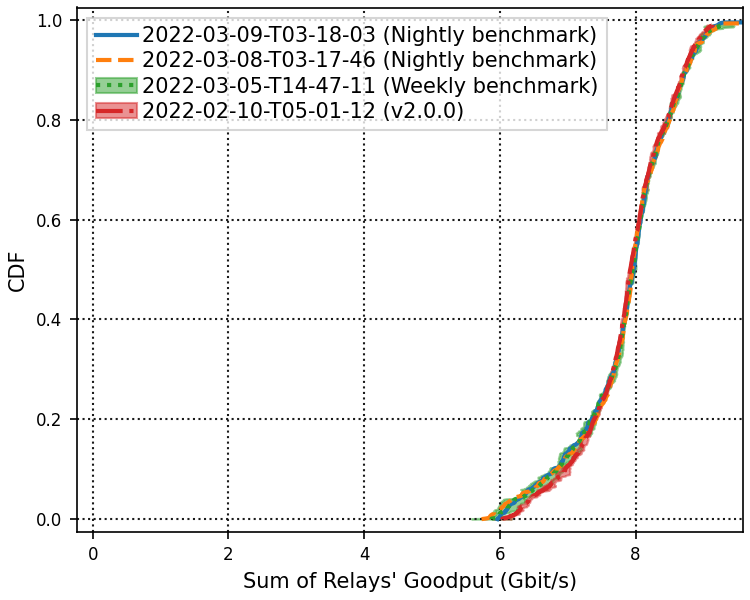 1.0
0.8
0.6
0.4
0.2
0.0
CDF
2022-03-09-T03-18-03 (Nightly benchmark)
2022-03-08-T03-17-46 (Nightly benchmark)
2022-03-05-T14-47-11 (Weekly benchmark)
2022-02-10-T05-01-12 (v2.0.0)
0 2 4 6 8
Sum of Relays' Goodput (Gbit/s)